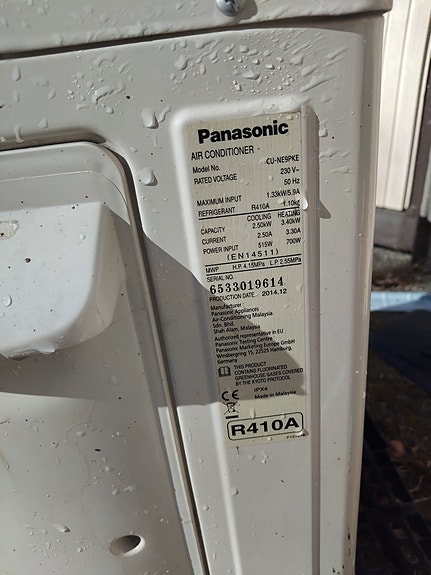 Panasonic
AIR CONDITIONER
Model No. CU-NE9PKE
RATED VOLTAGE 230 V~
50 Hz
MAXIMUM INPUT 1.33kW/5.9A
REFRIGERANT R410A 1.10kg
COOLING HEATING
CAPACITY 2.50kW 3.40kW
CURRENT 2.50A 3.30A
POWER INPUT 515W 700W
(EN14511)
MWP H.P. 4.15MPa L.P. 2.55MPa
SERIAL NO.
6533019614
PRODUCTION DATE 2014.12
Manufacturer:
Panasonic Appliances
Air-Conditioning Malaysia
Sdn. Bhd.
Shah Alam, Malaysia
Authorized representative in EU
Panasonic Testing Centre
Panasonic Marketing Europe GmbH
Winsbergring 15, 22525 Hamburg,
Germany
THIS PRODUCT
CONTAINS FLUORINATED
GREENHOUSE GASES COVERED
BY THE KYOTO PROTOCOL
CE IPX4
Made in Malaysia
R410A